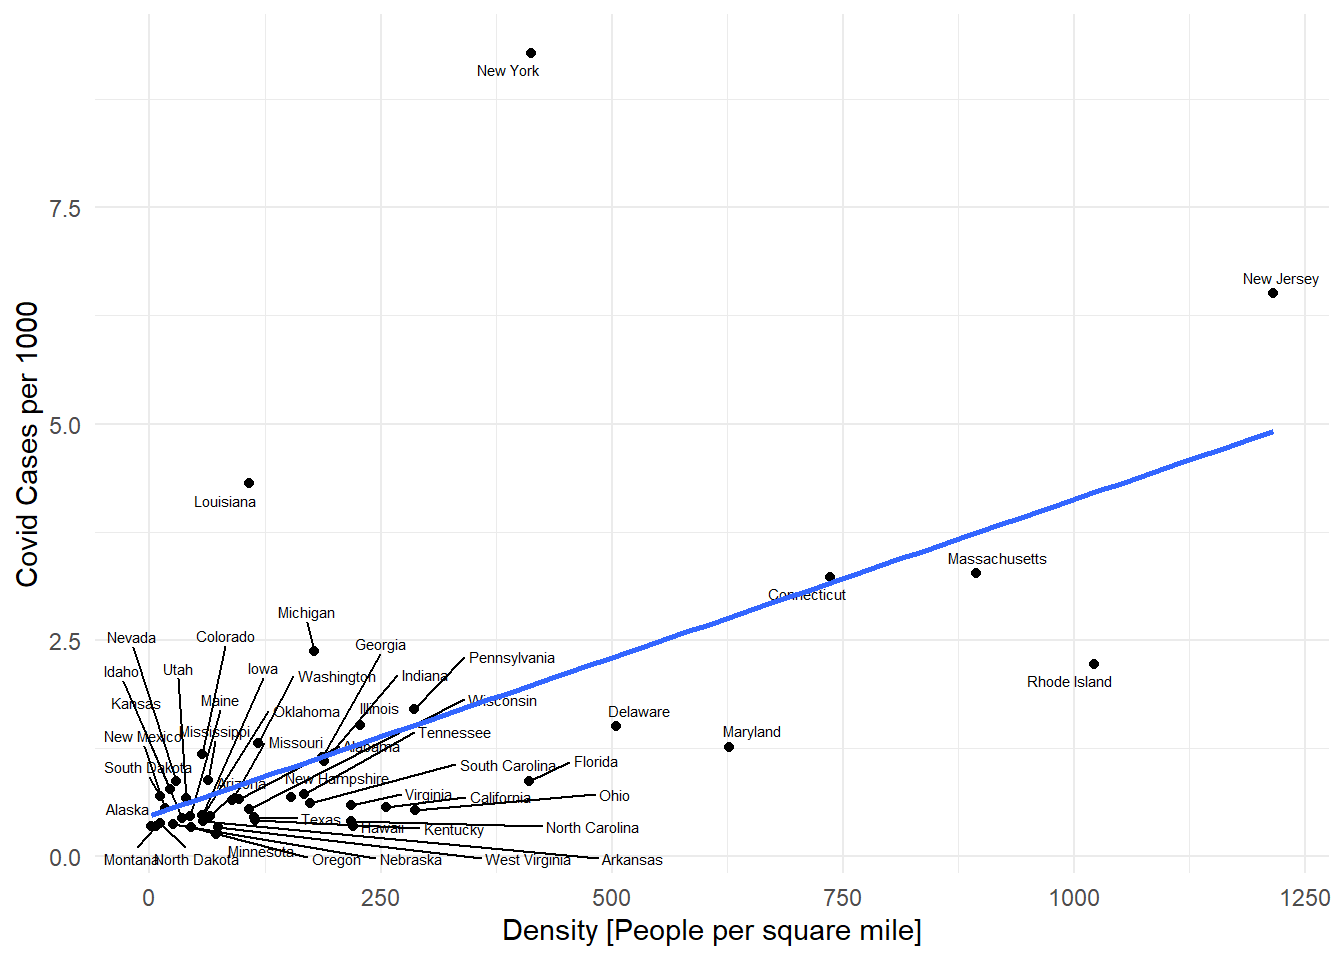 New York
7.5
New Jersey
5.0
Louisiana
Massachusetts
Connecticut
Michigan
2.5
Nevada
Colorado
Georgia
Pennsylvania
Idaho
Utah
Iowa
Washington
Indiana
Rhode Island
Kansas
Maine
Oklahoma
Illinois
Wisconsin
Delaware
New Mexico
Mississippi
Missouri
Alabama
Tennessee
Maryland
South Dakota
Arizona
New Hampshire
South Carolina
Florida
Alaska
Virginia
California
Ohio
Texas
Hawaii
Kentucky
North Carolina
0.0
Montana
North Dakota
Minnesota
Oregon
Nebraska
West Virginia
Arkansas
0
250
500
750
1000
1250
Density [People per square mile]
Covid Cases per 1000